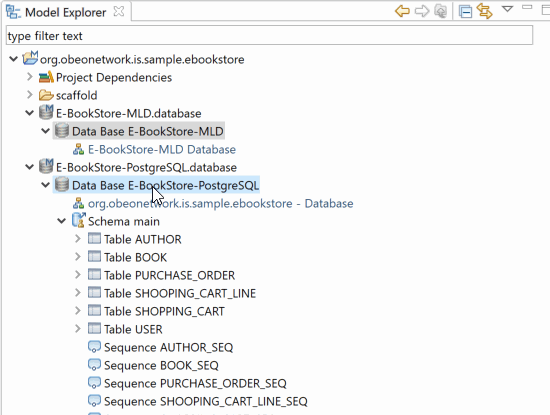 Model Explorer
type filter text
org.obeonetwork.is.sample.ebookstore
Project Dependencies
scaffold
E-BookStore-MLD.database
Data Base E-BookStore-MLD
E-BookStore-MLD Database
E-BookStore-PostgreSQL.database
Data Base E-BookStore-PostgreSQL
org.obeonetwork.is.sample.ebookstore - Database
Schema main
Table AUTHOR
Table BOOK
Table PURCHASE_ORDER
Table SHOOPING_CART_LINE
Table SHOPPING_CART
Table USER
Sequence AUTHOR_SEQ
Sequence BOOK_SEQ
Sequence PURCHASE_ORDER_SEQ
Sequence SHOOPING_CART_LINE_SEQ